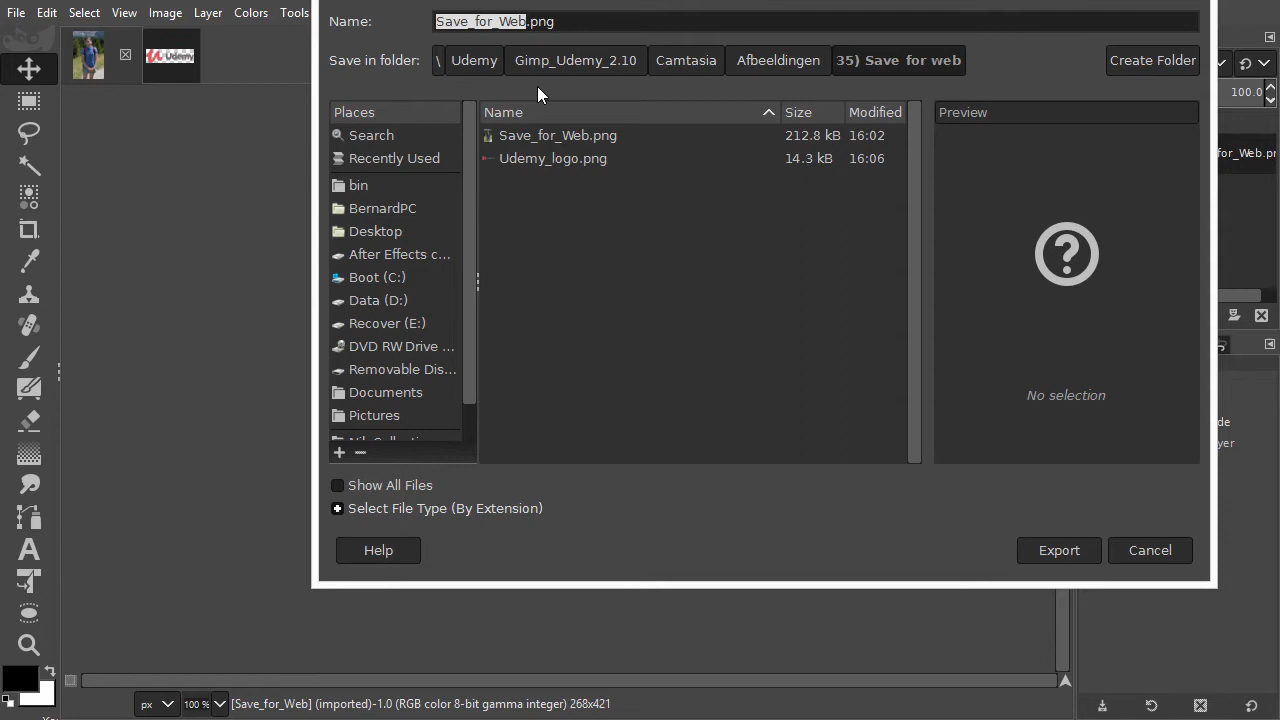 File Edit Select View Image Layer Colors Tools
Name: Save_for_Web.png
Save in folder: \ Udemy Gimp_Udemy_2.10 Camtasia Afbeeldingen 35) Save for web Create Folder
Udemy
100.0
Places
Search
Recently Used
bin
BernardPC
Desktop
After Effects c...
Boot (C:)
Data (D:)
Recover (E:)
DVD RW Drive ...
Removable Dis...
Documents
Pictures
Name Size Modified
Save_for_Web.png 212.8 kB 16:02
Udemy_logo.png 14.3 kB 16:06
Preview
No selection
Show All Files
Select File Type (By Extension)
Help Export Cancel
px 100 % [Save_for_Web] (imported)-1.0 (RGB color 8-bit gamma integer) 268x421